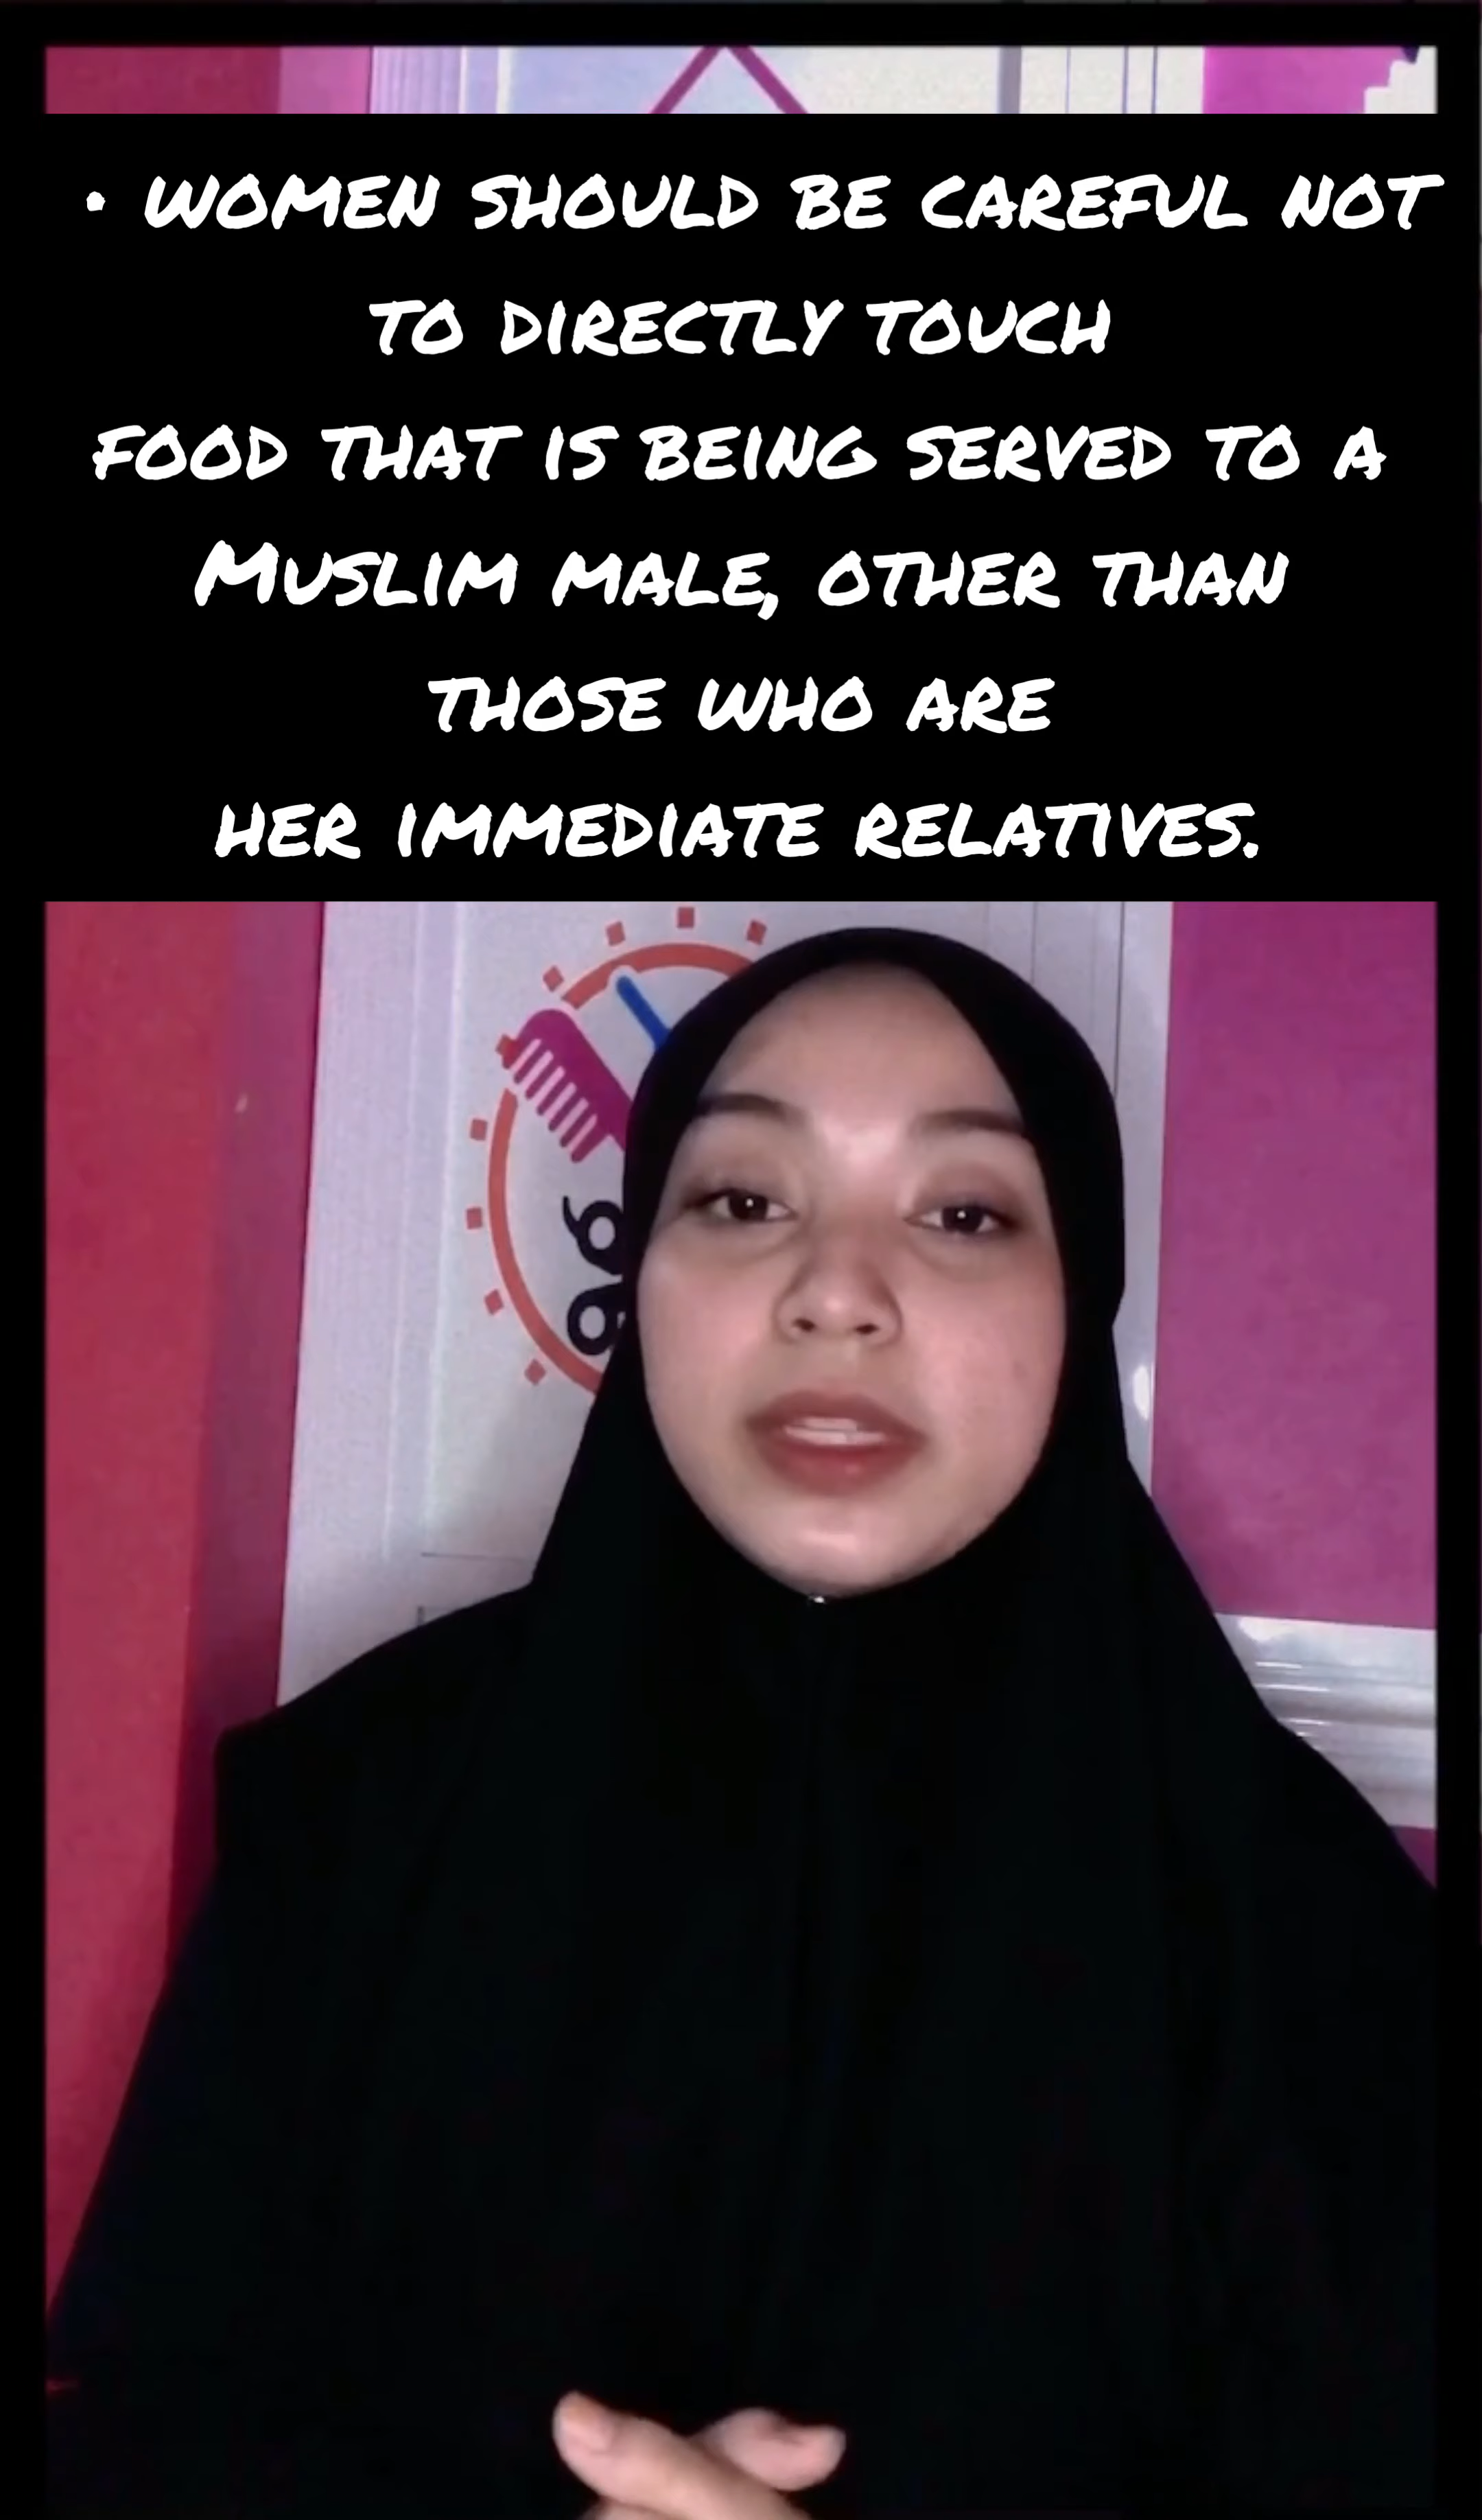 • WOMEN SHOULD BE CAREFUL NOT
TO DIRECTLY TOUCH
FOOD THAT IS BEING SERVED TO A
MUSLIM MALE, OTHER THAN
THOSE WHO ARE
HER IMMEDIATE RELATIVES.